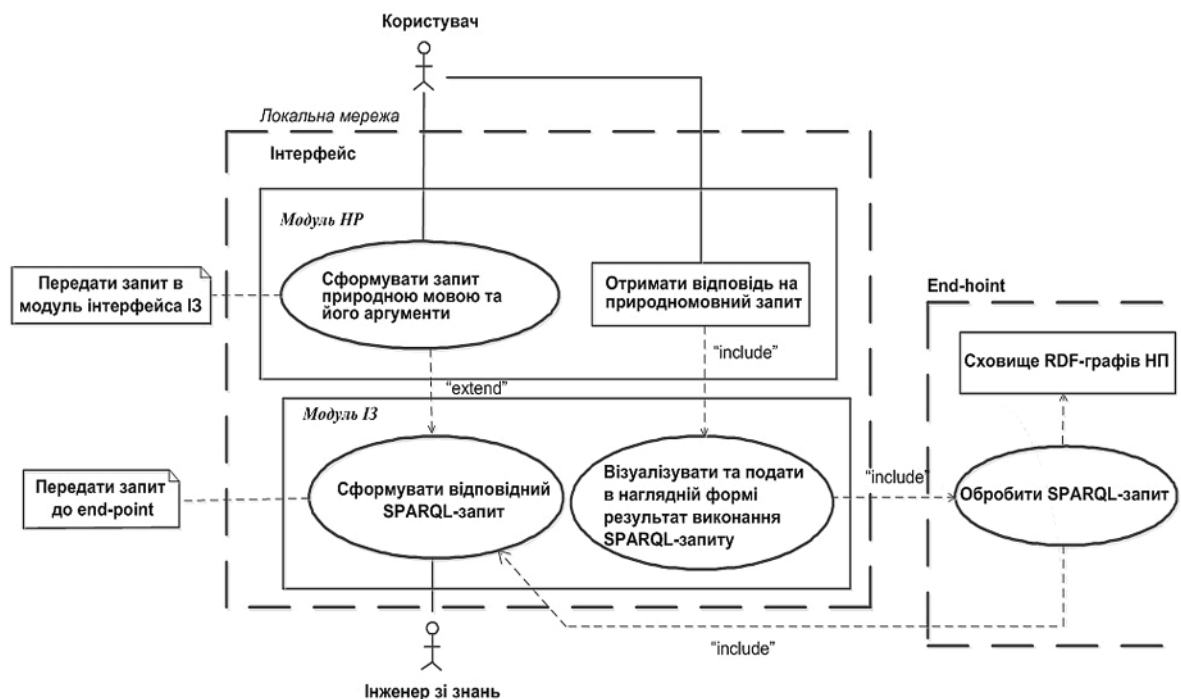 Користувач
Локальна мережа
Інтерфейс
Модуль НР
Передати запит в
модуль інтерфейса ІЗ
Сформувати запит
природною мовою та
його аргументи
Отримати відповідь на
природномовний запит
End-hoint
"include"
Сховище RDF-графів НП
"extend"
Модуль ІЗ
Передати запит
до end-point
Сформувати відповідний
SPARQL-запит
Візуалізувати та подати
в наглядній формі
результат виконання
SPARQL-запиту
"include"
Обробити SPARQL-запит
"include"
Інженер зі знань